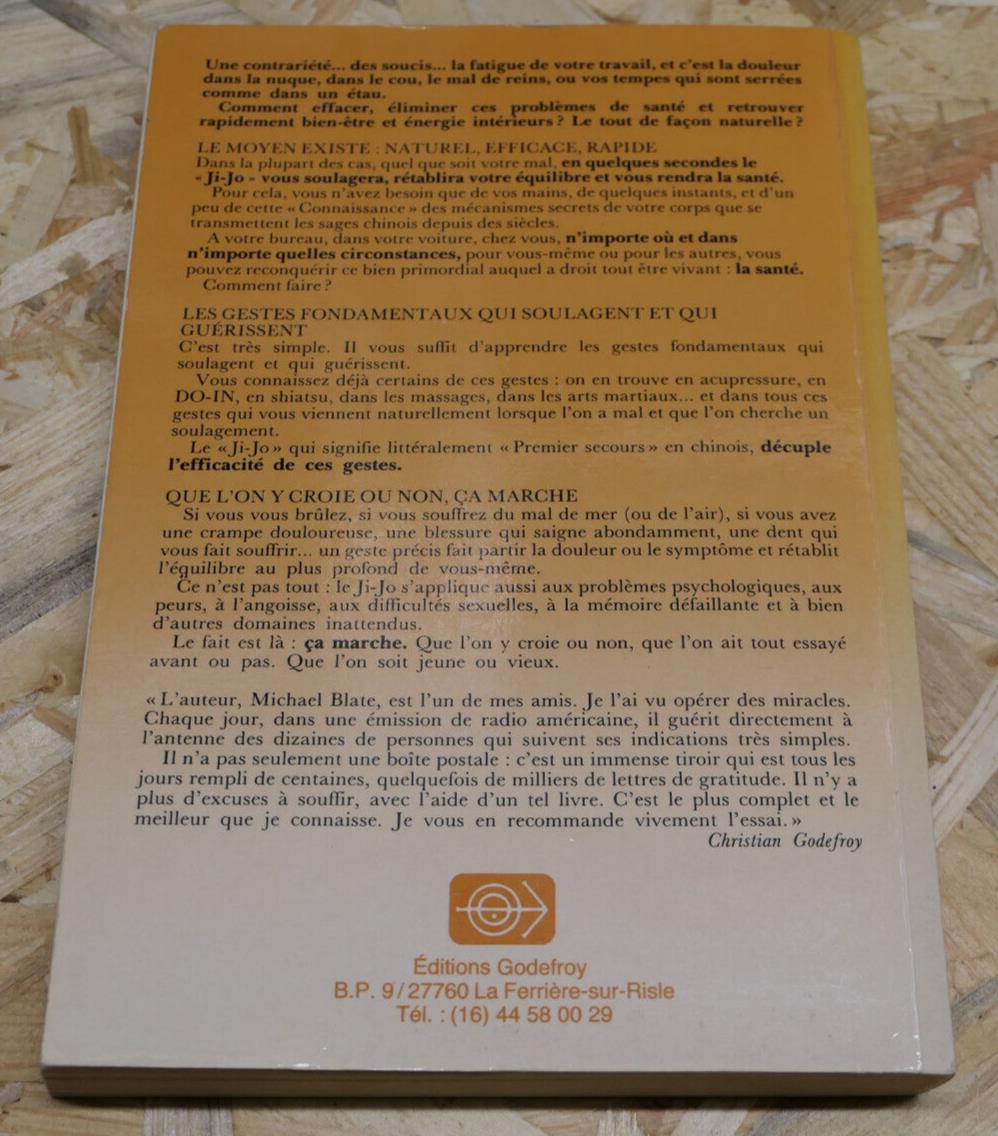 Une contrariété... des soucis... la fatigue de votre travail, et c'est la douleur
dans la nuque, dans le cou, le mal de reins, ou vos tempes qui sont serrées
comme dans un étau.
Comment effacer, éliminer ces problèmes de santé et retrouver
rapidement bien-être et énergie intérieurs ? Le tout de façon naturelle ?
LE MOYEN EXISTE : NATUREL, EFFICACE, RAPIDE
Dans la plupart des cas, quel que soit votre mal, en quelques secondes le
« Ji-Jo » vous soulagera, rétablira votre équilibre et vous rendra la santé.
Pour cela, vous n'avez besoin que de vos mains, de quelques instants, et d'un
peu de cette « Connaissance » des mécanismes secrets de votre corps que se
transmettent les sages chinois depuis des siècles.
A votre bureau, dans votre voiture, chez vous, n'importe où et dans
n'importe quelles circonstances, pour vous-même ou pour les autres, vous
pouvez reconquérir ce bien primordial auquel a droit tout être vivant : la santé.
Comment faire ?
LES GESTES FONDAMENTAUX QUI SOULAGENT ET QUI
GUÉRISSENT
C'est très simple. Il vous suffit d'apprendre les gestes fondamentaux qui
soulagent et qui guérissent.
Vous connaissez déjà certains de ces gestes : on en trouve en acupressure, en
DO-IN, en shiatsu, dans les massages, dans les arts martiaux... et dans tous ces
gestes qui vous viennent naturellement lorsque l'on a mal et que l'on cherche un
soulagement.
Le « Ji-Jo » qui signifie littéralement « Premier secours » en chinois, décuple
l'efficacité de ces gestes.
QUE L'ON Y CROIE OU NON, ÇA MARCHE
Si vous vous brûlez, si vous souffrez du mal de mer (ou de l'air), si vous avez
une crampe douloureuse, une blessure qui saigne abondamment, une dent qui
vous fait souffrir... un geste précis fait partir la douleur ou le symptôme et rétablit
l'équilibre au plus profond de vous-même.
Ce n'est pas tout : le Ji-Jo s'applique aussi aux problèmes psychologiques, aux
peurs, à l'angoisse, aux difficultés sexuelles, à la mémoire défaillante et à bien
d'autres domaines inattendus.
Le fait est là : ça marche. Que l'on y croie ou non, que l'on ait tout essayé
avant ou pas. Que l'on soit jeune ou vieux.
« L'auteur, Michael Blate, est l'un de mes amis. Je l'ai vu opérer des miracles.
Chaque jour, dans une émission de radio américaine, il guérit directement à
l'antenne des dizaines de personnes qui suivent ses indications très simples.
Il n'a pas seulement une boîte postale : c'est un immense tiroir qui est tous les
jours rempli de centaines, quelquefois de milliers de lettres de gratitude. Il n'y a
plus d'excuses à souffrir, avec l'aide d'un tel livre. C'est le plus complet et le
meilleur que je connaisse. Je vous en recommande vivement l'essai. »
Christian Godefroy
Éditions Godefroy
B.P. 9 / 27760 La Ferrière-sur-Risle
Tél. : (16) 44 58 00 29